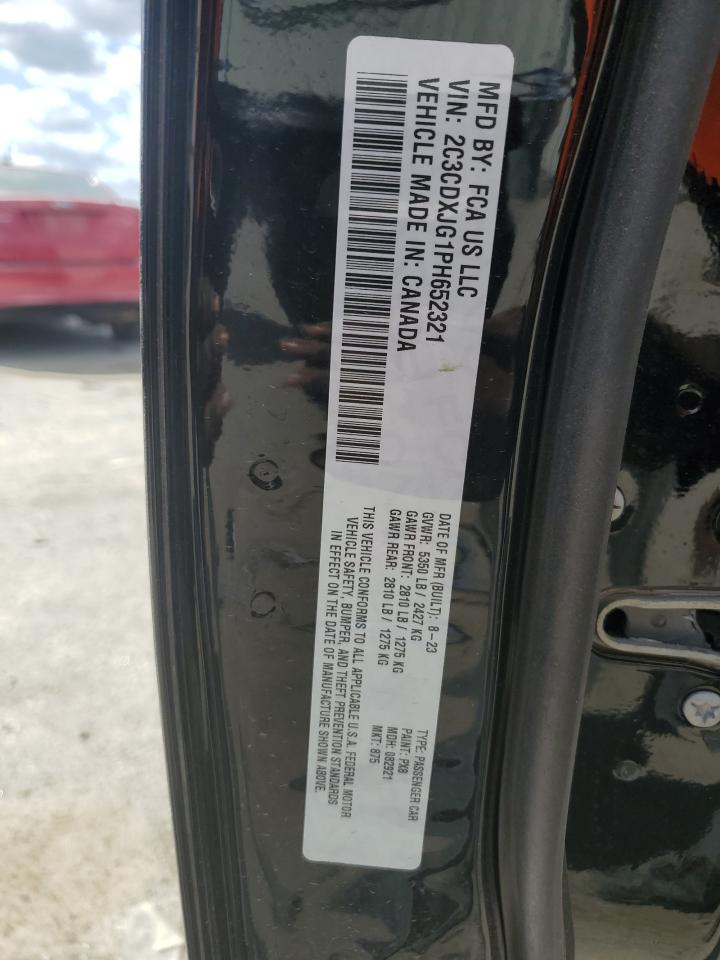 MFD BY: FCA US LLC
VIN: 2C3CDXJG1PH652321
VEHICLE MADE IN: CANADA
DATE OF MFR (BUILT): 8-23
GVWR: 5350 LB / 2427 KG
GAWR FRONT: 2810 LB / 1275 KG
GAWR REAR: 2810 LB / 1275 KG
TYPE: PASSENGER CAR
PAINT: PX8
MDH: 082921
MKT: 875
THIS VEHICLE CONFORMS TO ALL APPLICABLE U.S.A. FEDERAL MOTOR
VEHICLE SAFETY, BUMPER, AND THEFT PREVENTION STANDARDS
IN EFFECT ON THE DATE OF MANUFACTURE SHOWN ABOVE.